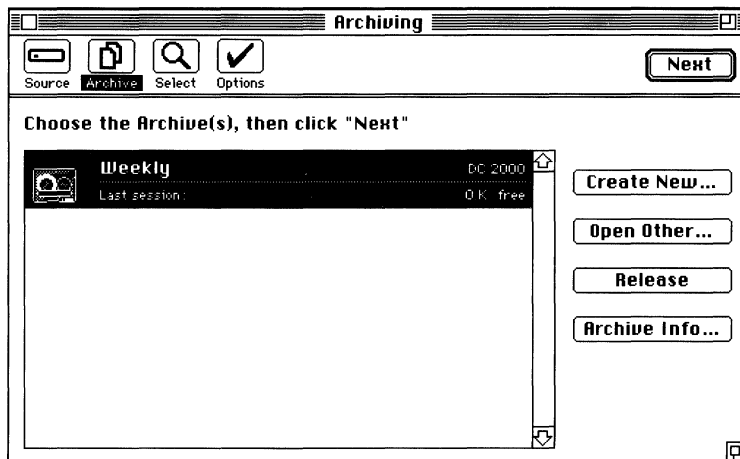 Archiving
Source Archive Select Options
Next
Choose the Archive(s), then click "Next"
Weekly DC 2000
Last session: 0 K free
Create New...
Open Other...
Release
Archive Info...